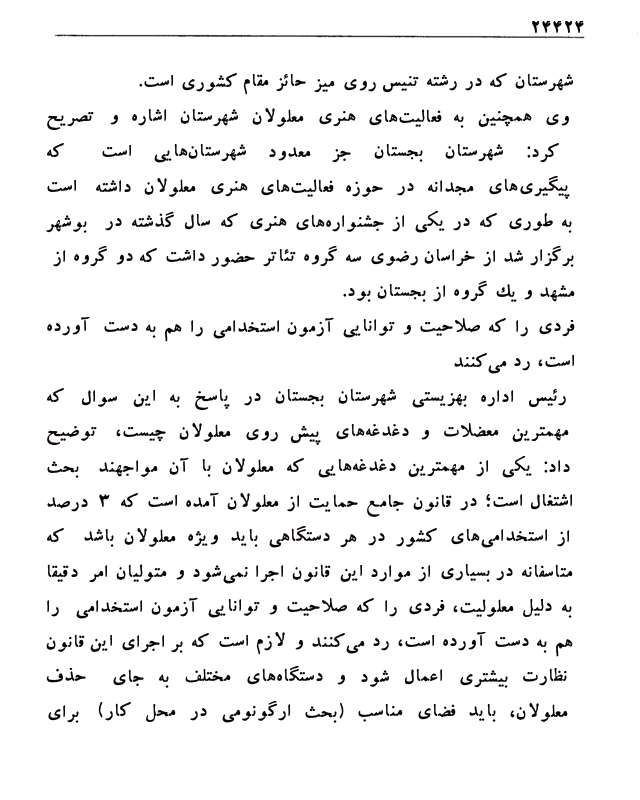 ۲۴۴۲۴
شهرستان که در رشته تنیس روی میز حائز مقام کشوری است.
وی همچنین به فعالیت‌های هنری معلولان شهرستان اشاره و تصریح
کرد: شهرستان بجستان جز معدود شهرستان‌هایی است که
پیگیری‌های مجدانه در حوزه فعالیت‌های هنری معلولان داشته است
به طوری که در یکی از جشنواره‌های هنری که سال گذشته در بوشهر
برگزار شد از خراسان رضوی سه گروه تئاتر حضور داشت که دو گروه از
مشهد و یك گروه از بجستان بود.
فردی را که صلاحیت و توانایی آزمون استخدامی را هم به دست آورده
است، رد می‌کنند
رئیس اداره بهزیستی شهرستان بجستان در پاسخ به این سوال که
مهمترین معضلات و دغدغه‌های پیش روی معلولان چیست، توضیح
داد: یکی از مهمترین دغدغه‌هایی که معلولان با آن مواجهند بحث
اشتغال است؛ در قانون جامع حمایت از معلولان آمده است که ۳ درصد
از استخدامی‌های کشور در هر دستگاهی باید ویژه معلولان باشد که
متاسفانه در بسیاری از موارد این قانون اجرا نمی‌شود و متولیان امر دقیقا
به دلیل معلولیت، فردی را که صلاحیت و توانایی آزمون استخدامی را
هم به دست آورده است، رد می‌کنند و لازم است که بر اجرای این قانون
نظارت بیشتری اعمال شود و دستگاه‌های مختلف به جای حذف
معلولان، باید فضای مناسب (بحث ارگونومی در محل کار) برای